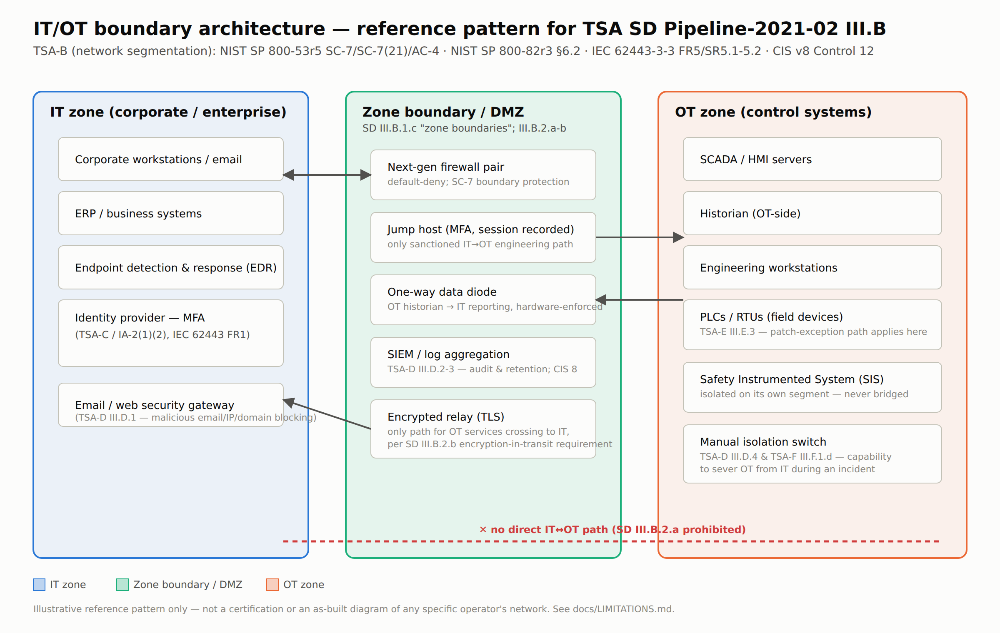 IT/OT boundary architecture — reference pattern for TSA SD Pipeline-2021-02 III.B
TSA-B (network segmentation): NIST SP 800-53r5 SC-7/SC-7(21)/AC-4 · NIST SP 800-82r3 §6.2 · IEC 62443-3-3 FR5/SR5.1-5.2 · CIS v8 Control 12
IT zone (corporate / enterprise)
Corporate workstations / email
ERP / business systems
Endpoint detection & response (EDR)
Identity provider — MFA
(TSA-C / IA-2(1)(2), IEC 62443 FR1)
Email / web security gateway
(TSA-D III.D.1 — malicious email/IP/domain blocking)
Zone boundary / DMZ
SD III.B.1.c "zone boundaries"; III.B.2.a-b
Next-gen firewall pair
default-deny; SC-7 boundary protection
Jump host (MFA, session recorded)
only sanctioned IT→OT engineering path
One-way data diode
OT historian → IT reporting, hardware-enforced
SIEM / log aggregation
TSA-D III.D.2-3 — audit & retention; CIS 8
Encrypted relay (TLS)
only path for OT services crossing to IT,
per SD III.B.2.b encryption-in-transit requirement
OT zone (control systems)
SCADA / HMI servers
Historian (OT-side)
Engineering workstations
PLCs / RTUs (field devices)
TSA-E III.E.3 — patch-exception path applies here
Safety Instrumented System (SIS)
isolated on its own segment — never bridged
Manual isolation switch
TSA-D III.D.4 & TSA-F III.F.1.d — capability
to sever OT from IT during an incident
✕ no direct IT↔OT path (SD III.B.2.a prohibited)
IT zone
Zone boundary / DMZ
OT zone
Illustrative reference pattern only — not a certification or an as-built diagram of any specific operator's network. See docs/LIMITATIONS.md.